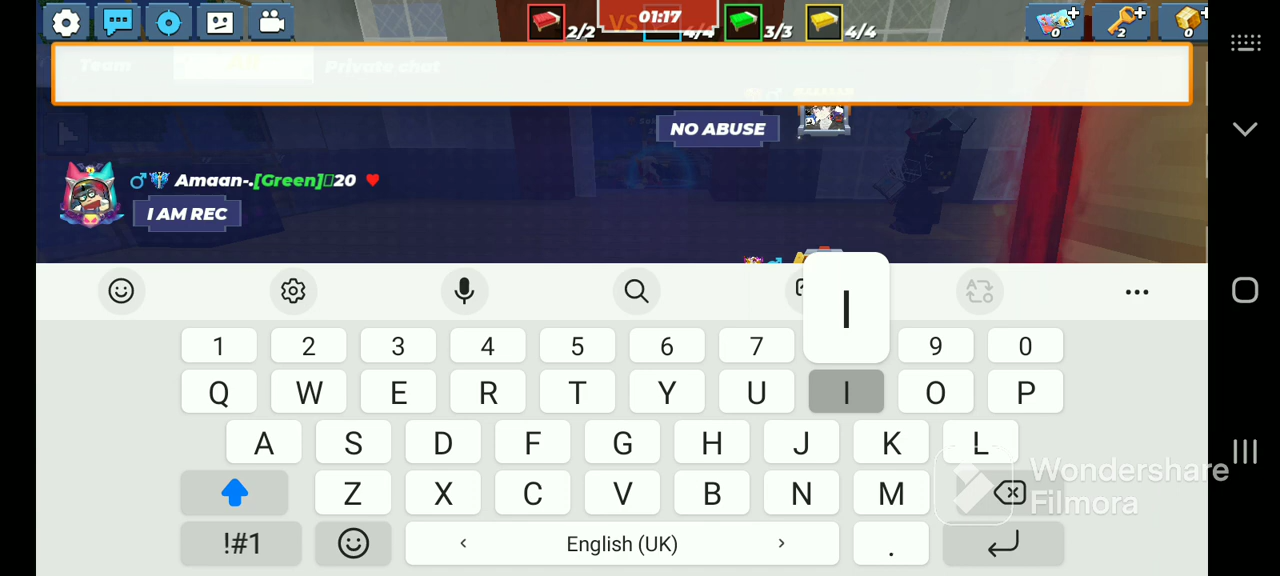 VS
01:17
2/2
4/4
3/3
4/4
0
2
0
Team
Private chat
NO ABUSE
Amaan-.[Green]20
I AM REC
I
1 2 3 4 5 6 7 9 0
Q W E R T Y U I O P
A S D F G H J K L
Z X C V B N M
!#1 < English (UK) > .
Wondershare
Filmora